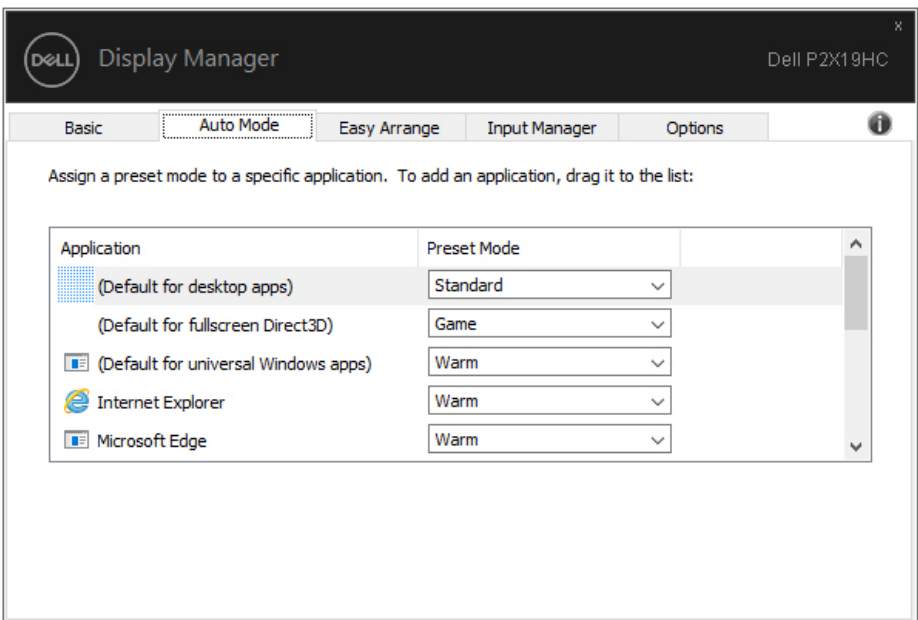 x
DELL
Display Manager
Dell P2X19HC
Basic
Auto Mode
Easy Arrange
Input Manager
Options
i
Assign a preset mode to a specific application. To add an application, drag it to the list:
Application
Preset Mode
(Default for desktop apps)
Standard
(Default for fullscreen Direct3D)
Game
(Default for universal Windows apps)
Warm
Internet Explorer
Warm
Microsoft Edge
Warm